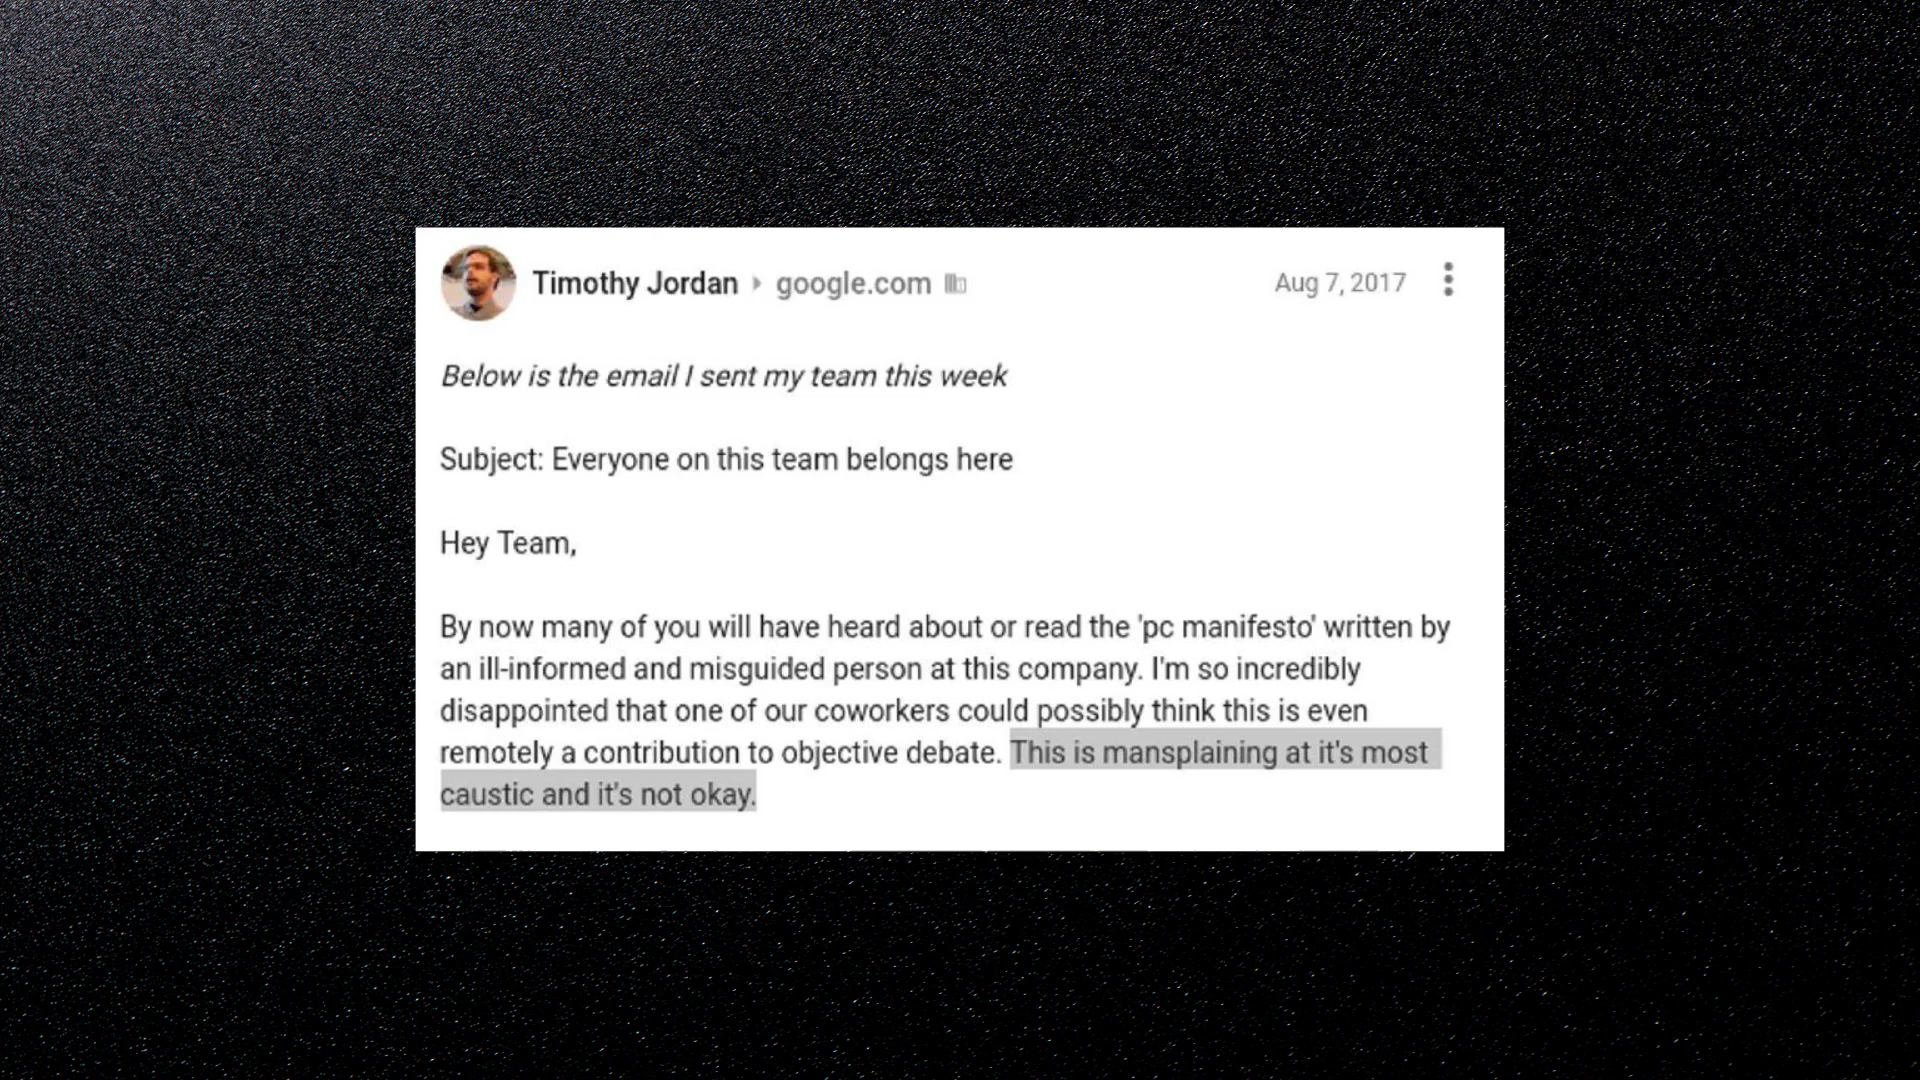 Timothy Jordan google.com Aug 7, 2017
Below is the email I sent my team this week
Subject: Everyone on this team belongs here
Hey Team,
By now many of you will have heard about or read the 'pc manifesto' written by
an ill-informed and misguided person at this company. I'm so incredibly
disappointed that one of our coworkers could possibly think this is even
remotely a contribution to objective debate. This is mansplaining at it's most
caustic and it's not okay.